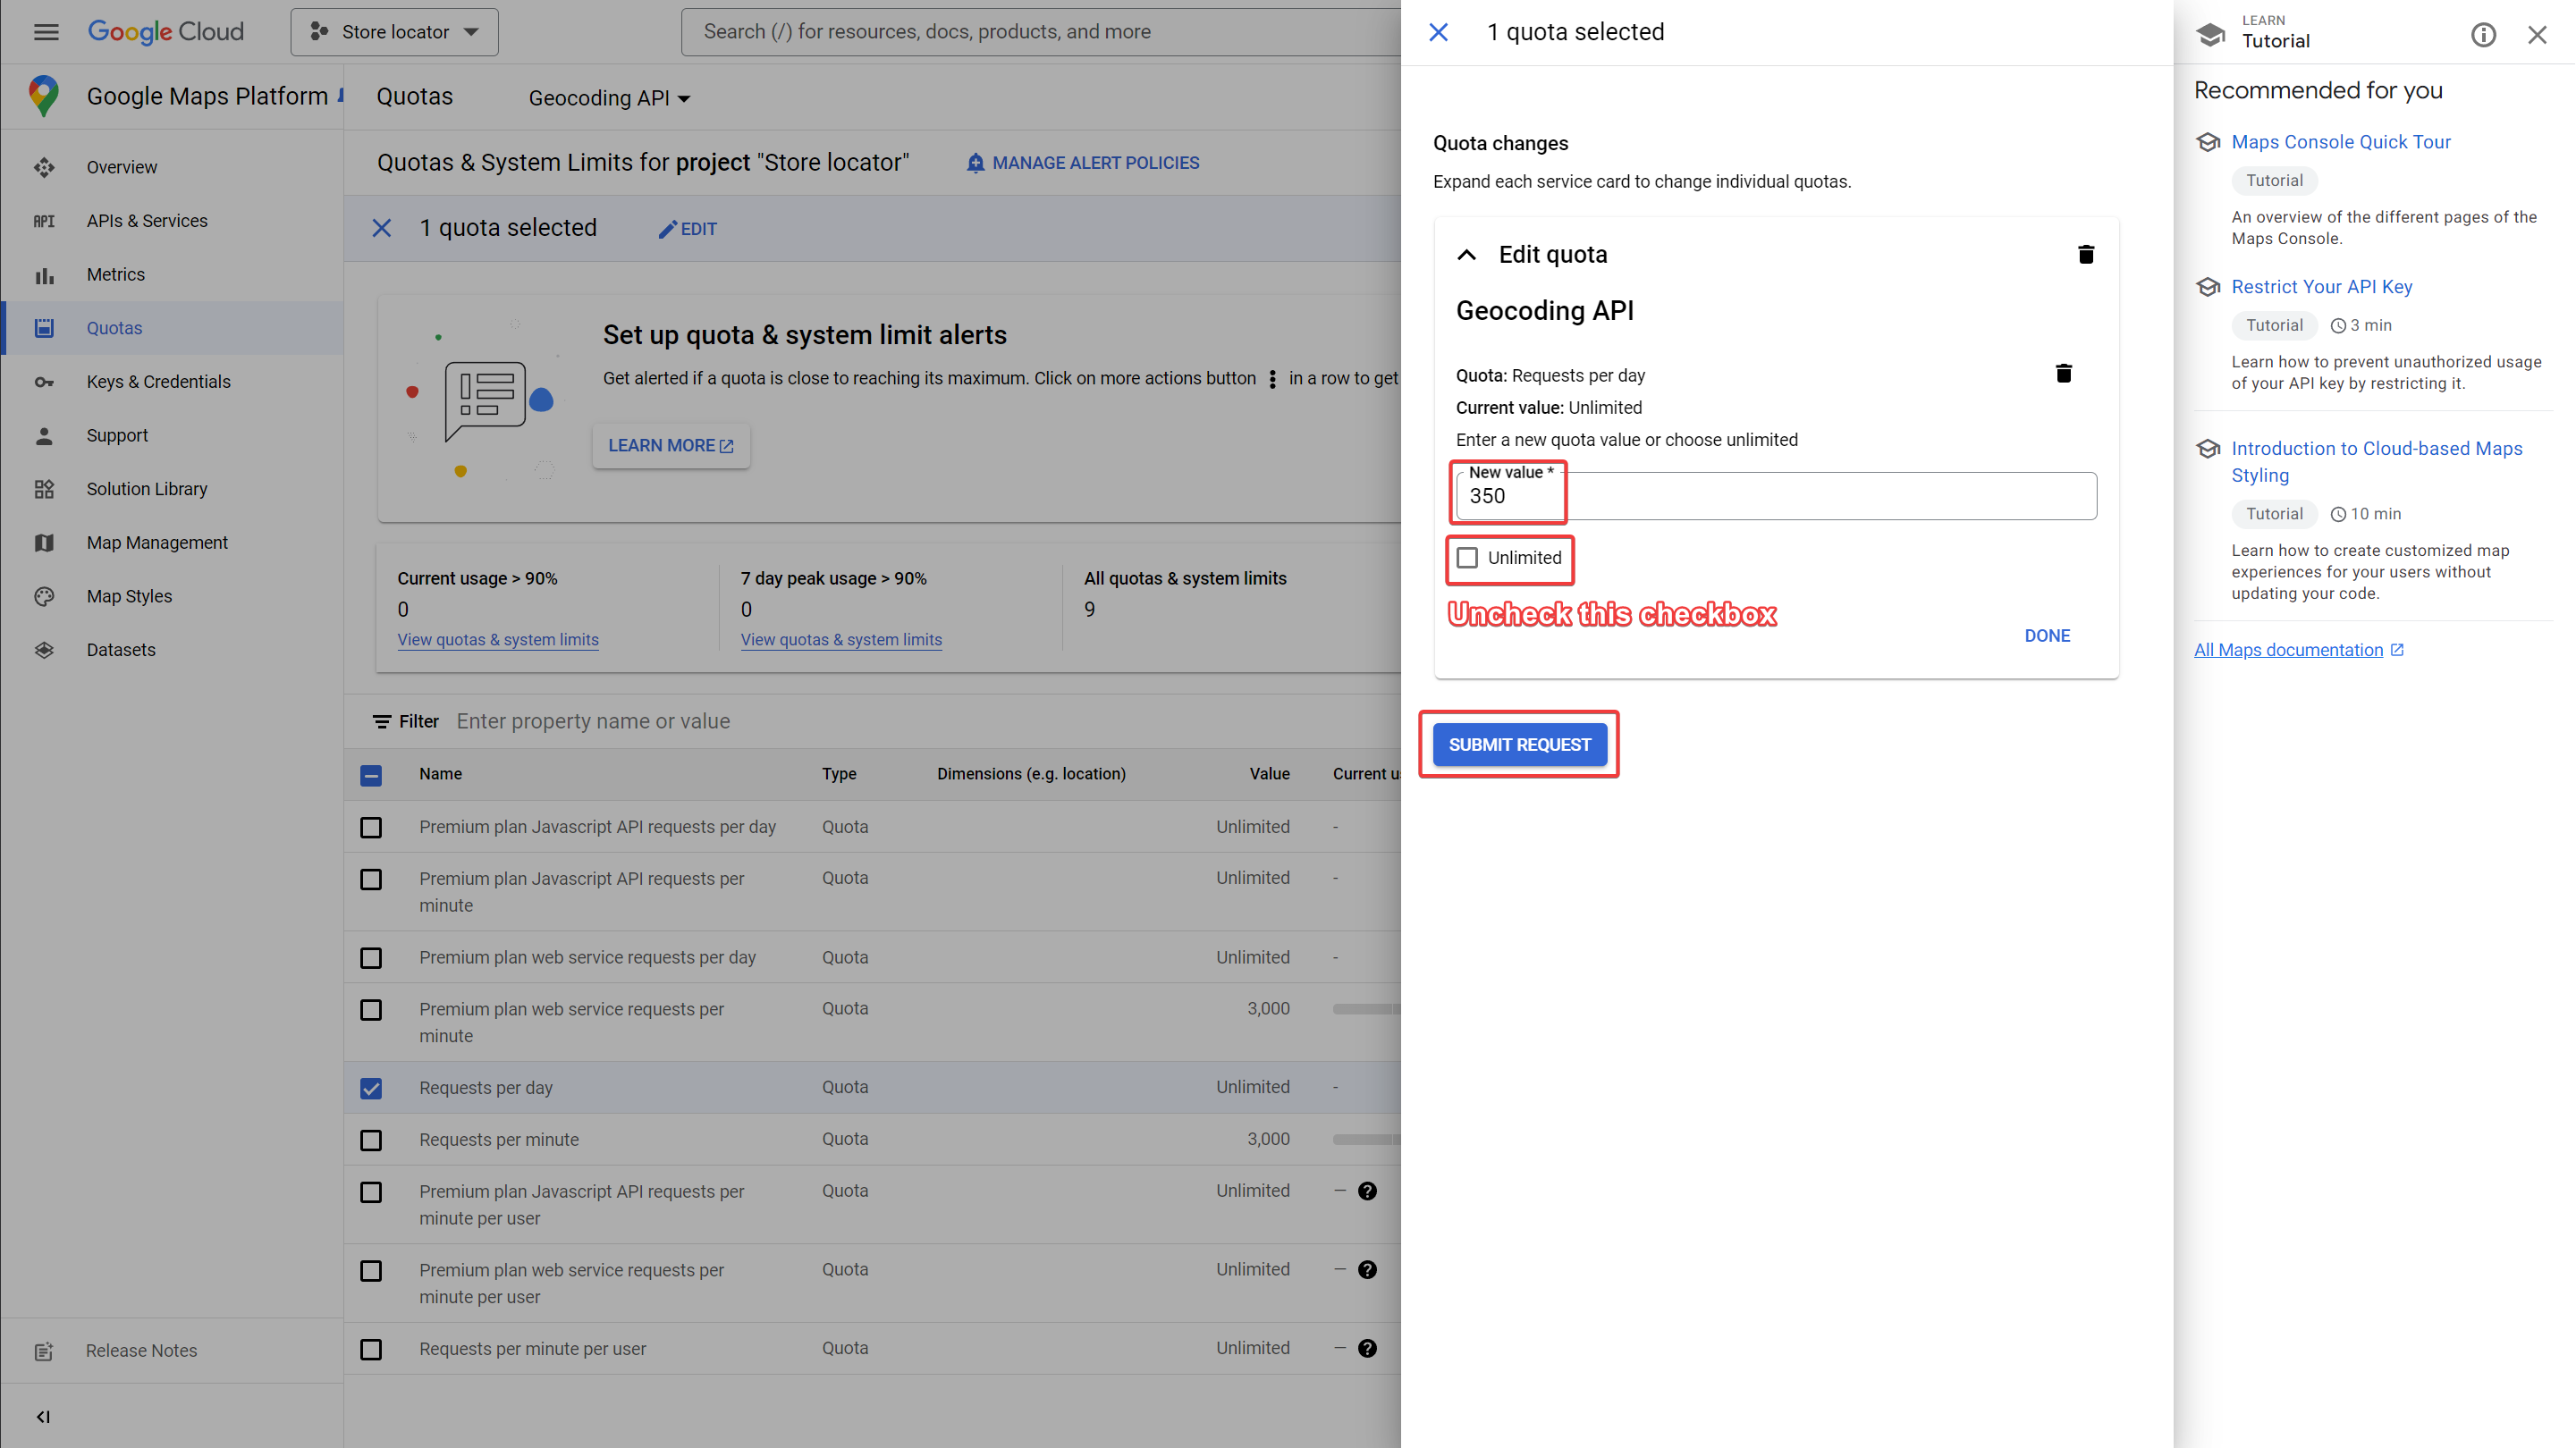 Google Cloud
Store locator
Search (/) for resources, docs, products, and more
Google Maps Platform
Overview
APIs & Services
Metrics
Quotas
Keys & Credentials
Support
Solution Library
Map Management
Map Styles
Datasets
Release Notes
Quotas
Geocoding API
Quotas & System Limits for project "Store locator"
MANAGE ALERT POLICIES
1 quota selected
EDIT
Set up quota & system limit alerts
Get alerted if a quota is close to reaching its maximum. Click on more actions button in a row to get
LEARN MORE
Current usage > 90%
0
View quotas & system limits
7 day peak usage > 90%
0
View quotas & system limits
All quotas & system limits
9
Filter Enter property name or value
Name Type Dimensions (e.g. location) Value Current u
Premium plan Javascript API requests per day Quota Unlimited -
Premium plan Javascript API requests per
minute Quota Unlimited -
Premium plan web service requests per day Quota Unlimited -
Premium plan web service requests per
minute Quota 3,000
Requests per day Quota Unlimited -
Requests per minute Quota 3,000
Premium plan Javascript API requests per
minute per user Quota Unlimited —
Premium plan web service requests per
minute per user Quota Unlimited —
Requests per minute per user Quota Unlimited —
1 quota selected
Quota changes
Expand each service card to change individual quotas.
Edit quota
Geocoding API
Quota: Requests per day
Current value: Unlimited
Enter a new quota value or choose unlimited
New value *
350
Unlimited
Uncheck this checkbox
DONE
SUBMIT REQUEST
LEARN
Tutorial
Recommended for you
Maps Console Quick Tour
Tutorial
An overview of the different pages of the
Maps Console.
Restrict Your API Key
Tutorial 3 min
Learn how to prevent unauthorized usage
of your API key by restricting it.
Introduction to Cloud-based Maps
Styling
Tutorial 10 min
Learn how to create customized map
experiences for your users without
updating your code.
All Maps documentation